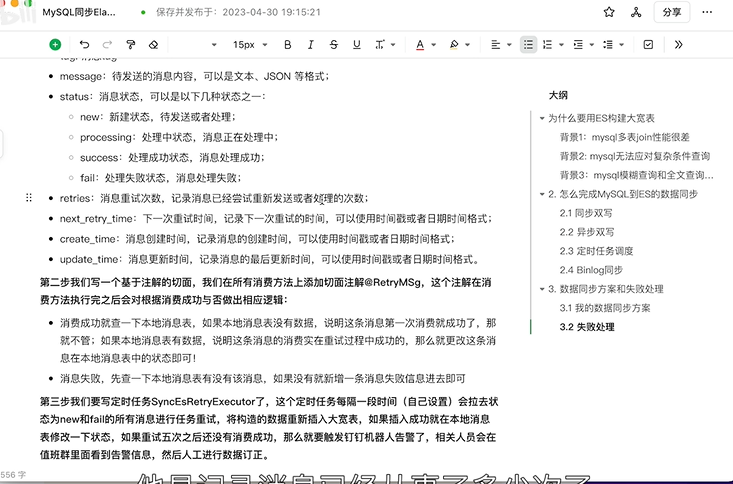 MySQL同步Ela...
保存并发布于：2023-04-30 19:15:21
分享
15px
B
I
S
U
A
message：待发送的消息内容，可以是文本、JSON 等格式；
status：消息状态，可以是以下几种状态之一：
new：新建状态，待发送或者处理；
processing：处理中状态，消息正在处理中；
success：处理成功状态，消息处理成功；
fail：处理失败状态，消息处理失败；
retries：消息重试次数，记录消息已经尝试重新发送或者处理的次数；
next_retry_time：下一次重试时间，记录下一次重试的时间，可以使用时间戳或者日期时间格式；
create_time：消息创建时间，记录消息的创建时间，可以使用时间戳或者日期时间格式；
update_time：消息更新时间，记录消息的最后更新时间，可以使用时间戳或者日期时间格式。
第二步我们写一个基于注解的切面，我们在所有消费方法上添加切面注解@RetryMSg，这个注解在消
费方法执行完之后会对根据消费成功与否做出相应逻辑：
消费成功就查一下本地消息表，如果本地消息表没有数据，说明这条消息第一次消费就成功了，那
就不管；如果本地消息表有数据，说明这条消息的消费实在重试过程中成功的，那么就更改这条消
息在本地消息表中的状态即可！
消息失败，先查一下本地消息表有没有该消息，如果没有就新增一条消息失败信息进去即可
第三步我们要写定时任务SyncEsRetryExecutor了，这个定时任务每隔一段时间（自己设置）会拉去状
态为new和fail的所有消息进行任务重试，将构造的数据重新插入大宽表，如果插入成功就在本地消息
表修改一下状态，如果重试五次之后还没有消费成功，那么就要触发钉钉机器人告警了，相关人员会在
值班群里面看到告警信息，然后人工进行数据订正。
556 字
大纲
为什么要用ES构建大宽表
背景1：mysql多表join性能很差
背景2: mysql无法应对复杂条件查询
背景3：mysql模糊查询和全文查询...
2. 怎么完成MySQL到ES的数据同步
2.1 同步双写
2.2 异步双写
2.3 定时任务调度
2.4 Binlog同步
3. 数据同步方案和失败处理
3.1 我的数据同步方案
3.2 失败处理